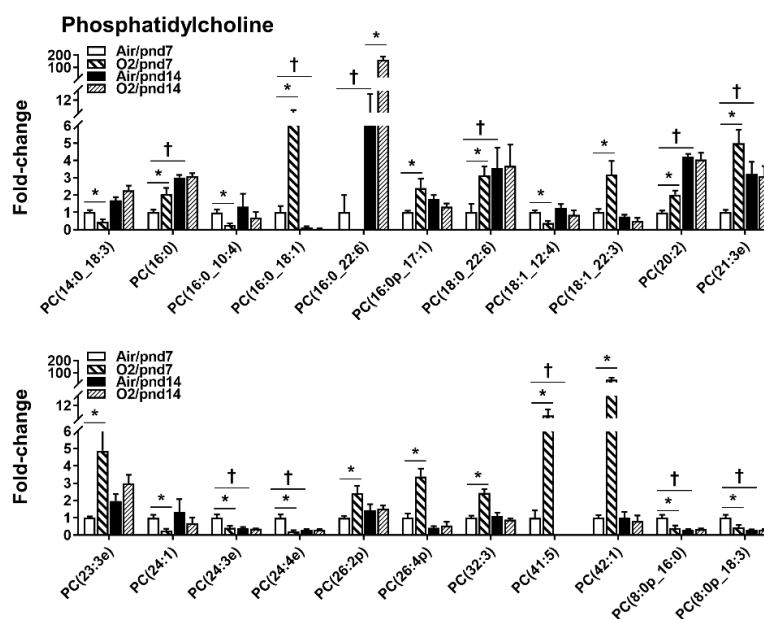 Phosphatidylcholine
Air/pnd7
O2/pnd7
Air/pnd14
O2/pnd14
Fold-change
200
100
12
6
5
4
3
2
1
0
* * † * * † * † * * * † * * * † * †
PC(14:0_18:3)
PC(16:0)
PC(16:0_10:4)
PC(16:0_18:1)
PC(16:0_22:6)
PC(16:0p_17:1)
PC(18:0_22:6)
PC(18:1_12:4)
PC(18:1_22:3)
PC(20:2)
PC(21:3e)
Air/pnd7
O2/pnd7
Air/pnd14
O2/pnd14
Fold-change
200
100
12
6
5
4
3
2
1
0
* * * † * † * * * * † * * † * †
PC(23:3e)
PC(24:1)
PC(24:3e)
PC(24:4e)
PC(26:2p)
PC(26:4p)
PC(32:3)
PC(41:5)
PC(42:1)
PC(8:0p_16:0)
PC(8:0p_18:3)